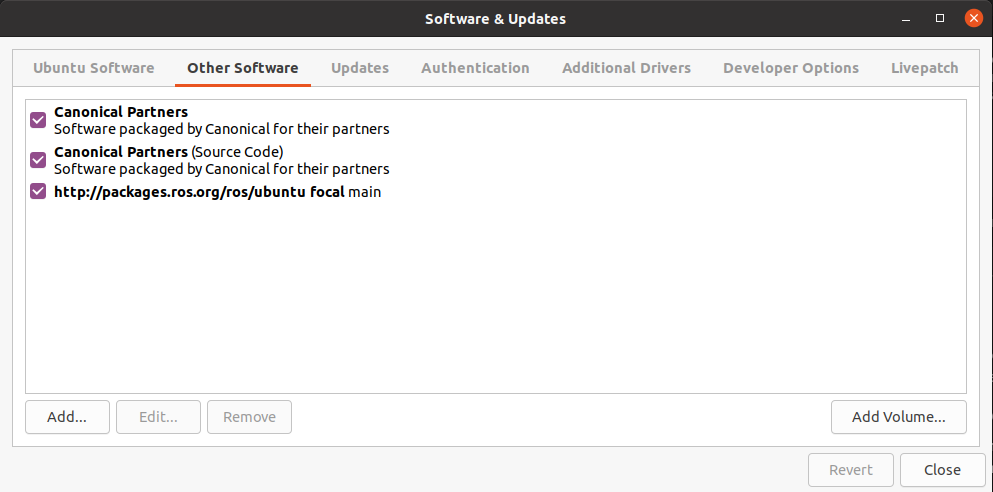 Software & Updates
Ubuntu Software Other Software Updates Authentication Additional Drivers Developer Options Livepatch
Canonical Partners
Software packaged by Canonical for their partners
Canonical Partners (Source Code)
Software packaged by Canonical for their partners
http://packages.ros.org/ros/ubuntu focal main
Add... Edit... Remove Add Volume...
Revert Close